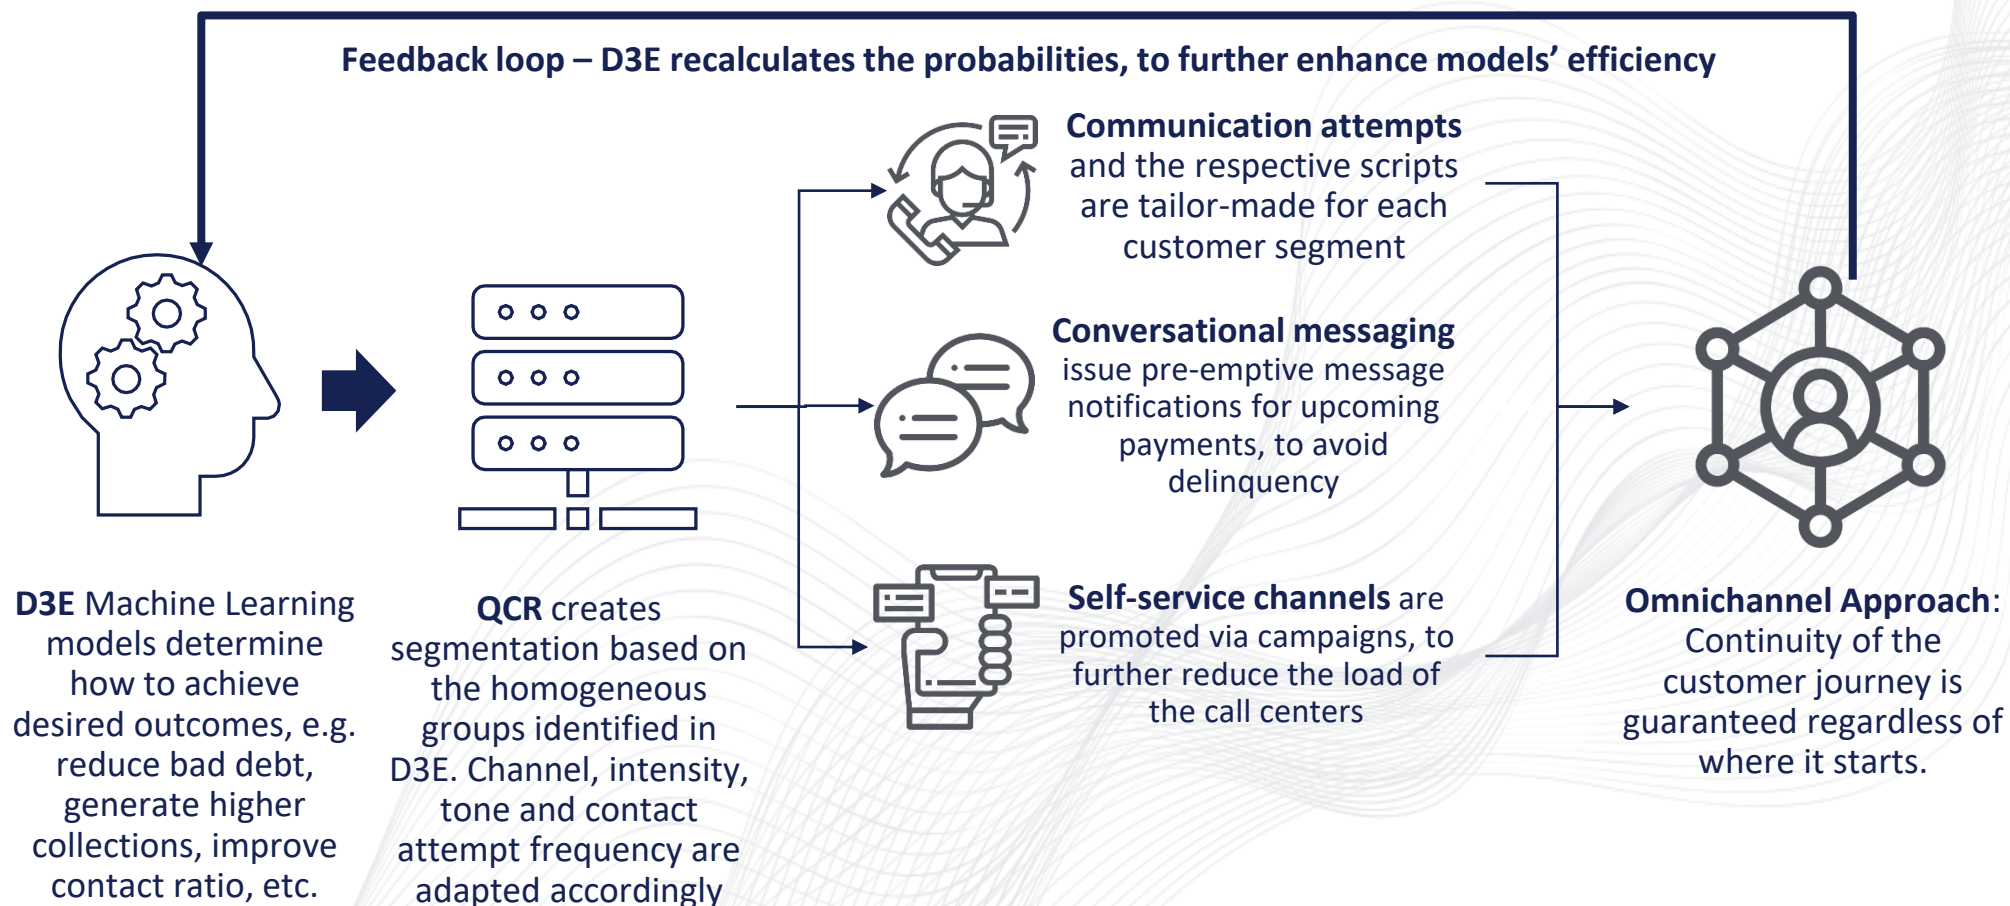 Feedback loop – D3E recalculates the probabilities, to further enhance models’ efficiency
D3E Machine Learning
models determine
how to achieve
desired outcomes, e.g.
reduce bad debt,
generate higher
collections, improve
contact ratio, etc.
QCR creates
segmentation based on
the homogeneous
groups identified in
D3E. Channel, intensity,
tone and contact
attempt frequency are
adapted accordingly
Communication attempts
and the respective scripts
are tailor-made for each
customer segment
Conversational messaging
issue pre-emptive message
notifications for upcoming
payments, to avoid
delinquency
Self-service channels are
promoted via campaigns, to
further reduce the load of
the call centers
Omnichannel Approach:
Continuity of the
customer journey is
guaranteed regardless of
where it starts.